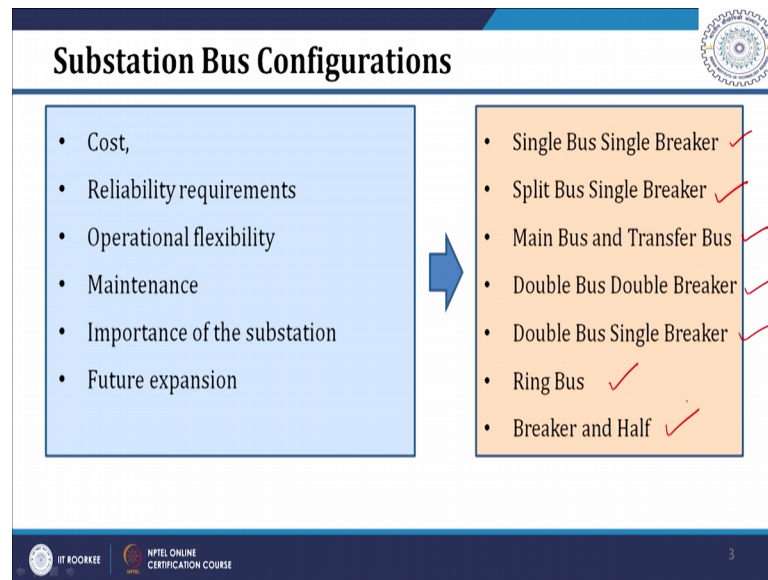 Substation Bus Configurations
• Cost,
• Reliability requirements
• Operational flexibility
• Maintenance
• Importance of the substation
• Future expansion
• Single Bus Single Breaker
• Split Bus Single Breaker
• Main Bus and Transfer Bus
• Double Bus Double Breaker
• Double Bus Single Breaker
• Ring Bus
• Breaker and Half
IIT ROORKEE
NPTEL ONLINE
CERTIFICATION COURSE
3